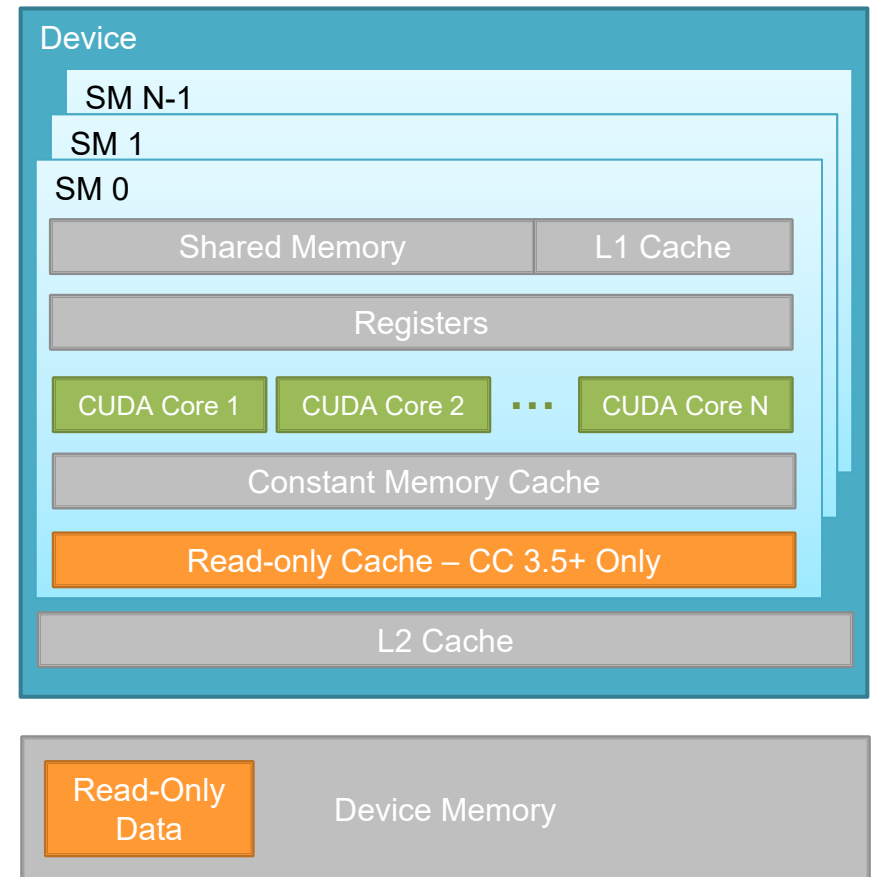 Device
SM N-1
SM 1
SM 0
Shared Memory
L1 Cache
Registers
CUDA Core 1
CUDA Core 2
...
CUDA Core N
Constant Memory Cache
Read-only Cache – CC 3.5+ Only
L2 Cache
Read-Only
Data
Device Memory